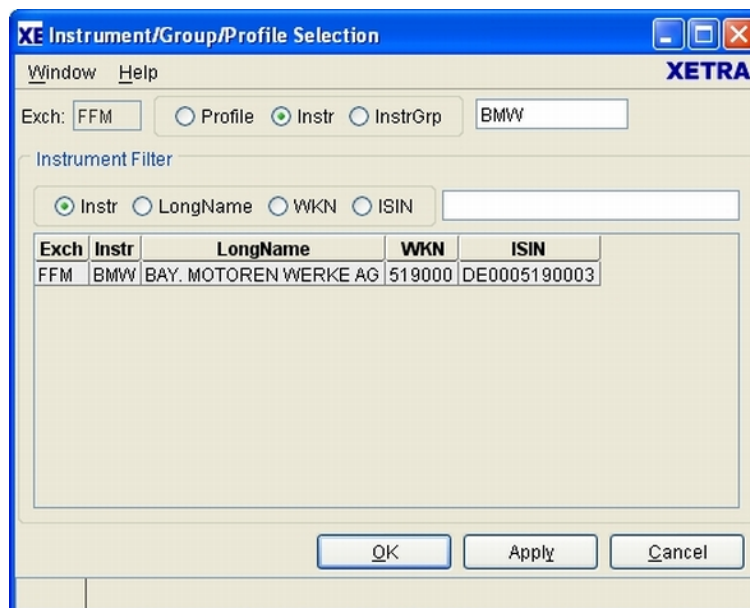 XE Instrument/Group/Profile Selection
Window Help XETRA
Exch: FFM Profile Instr InstrGrp BMW
Instrument Filter
Instr LongName WKN ISIN
Exch Instr LongName WKN ISIN
FFM BMW BAY. MOTOREN WERKE AG 519000 DE0005190003
OK Apply Cancel